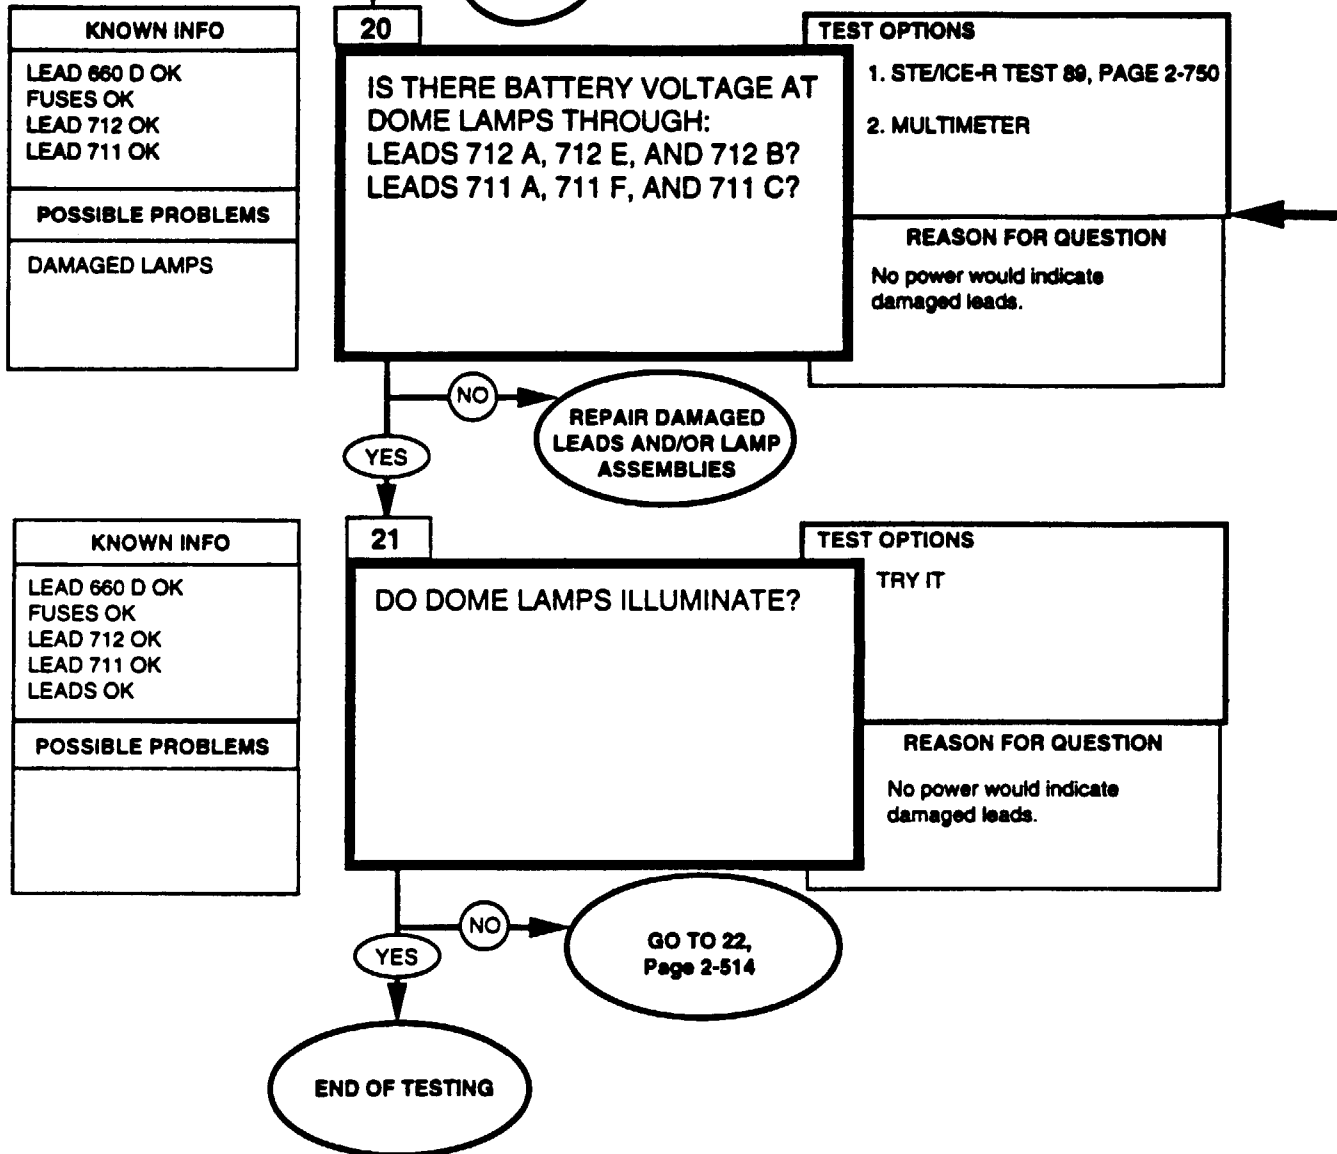 KNOWN INFO
LEAD 660 D OK
FUSES OK
LEAD 712 OK
LEAD 711 OK
POSSIBLE PROBLEMS
DAMAGED LAMPS
20
IS THERE BATTERY VOLTAGE AT
DOME LAMPS THROUGH:
LEADS 712 A, 712 E, AND 712 B?
LEADS 711 A, 711 F, AND 711 C?
TEST OPTIONS
1. STE/ICE-R TEST 89, PAGE 2-750
2. MULTIMETER
REASON FOR QUESTION
No power would indicate
damaged leads.
NO
REPAIR DAMAGED
LEADS AND/OR LAMP
ASSEMBLIES
YES
KNOWN INFO
LEAD 660 D OK
FUSES OK
LEAD 712 OK
LEAD 711 OK
LEADS OK
POSSIBLE PROBLEMS
21
DO DOME LAMPS ILLUMINATE?
TEST OPTIONS
TRY IT
REASON FOR QUESTION
No power would indicate
damaged leads.
NO
GO TO 22,
Page 2-514
YES
END OF TESTING